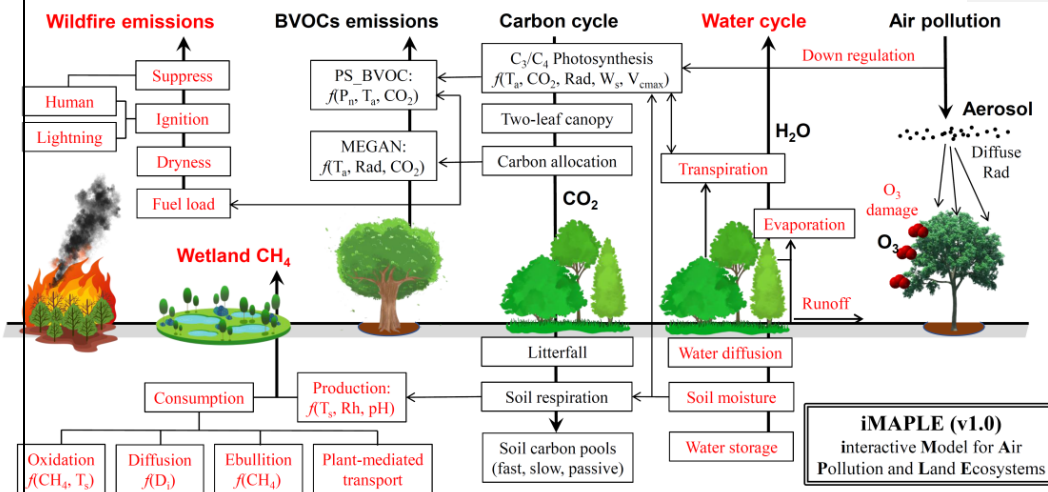 Wildfire emissions
BVOCs emissions
Carbon cycle
Water cycle
Air pollution
Suppress
Human
Ignition
Lightning
Dryness
Fuel load
PS_BVOC:
f(Pn, Ta, CO2)
MEGAN:
f(Ta, Rad, CO2)
C3/C4 Photosynthesis
f(Ta, CO2, Rad, Ws, Vcmax)
Two-leaf canopy
Carbon allocation
CO2
Down regulation
H2O
Transpiration
Evaporation
Runoff
Aerosol
Diffuse
Rad
O3
damage
O3
Wetland CH4
Litterfall
Water diffusion
Consumption
Production:
f(Ts, Rh, pH)
Soil respiration
Soil moisture
Soil carbon pools
(fast, slow, passive)
Water storage
Oxidation
f(CH4, Ts)
Diffusion
f(Di)
Ebullition
f(CH4)
Plant-mediated
transport
iMAPLE (v1.0)
interactive Model for Air
Pollution and Land Ecosystems